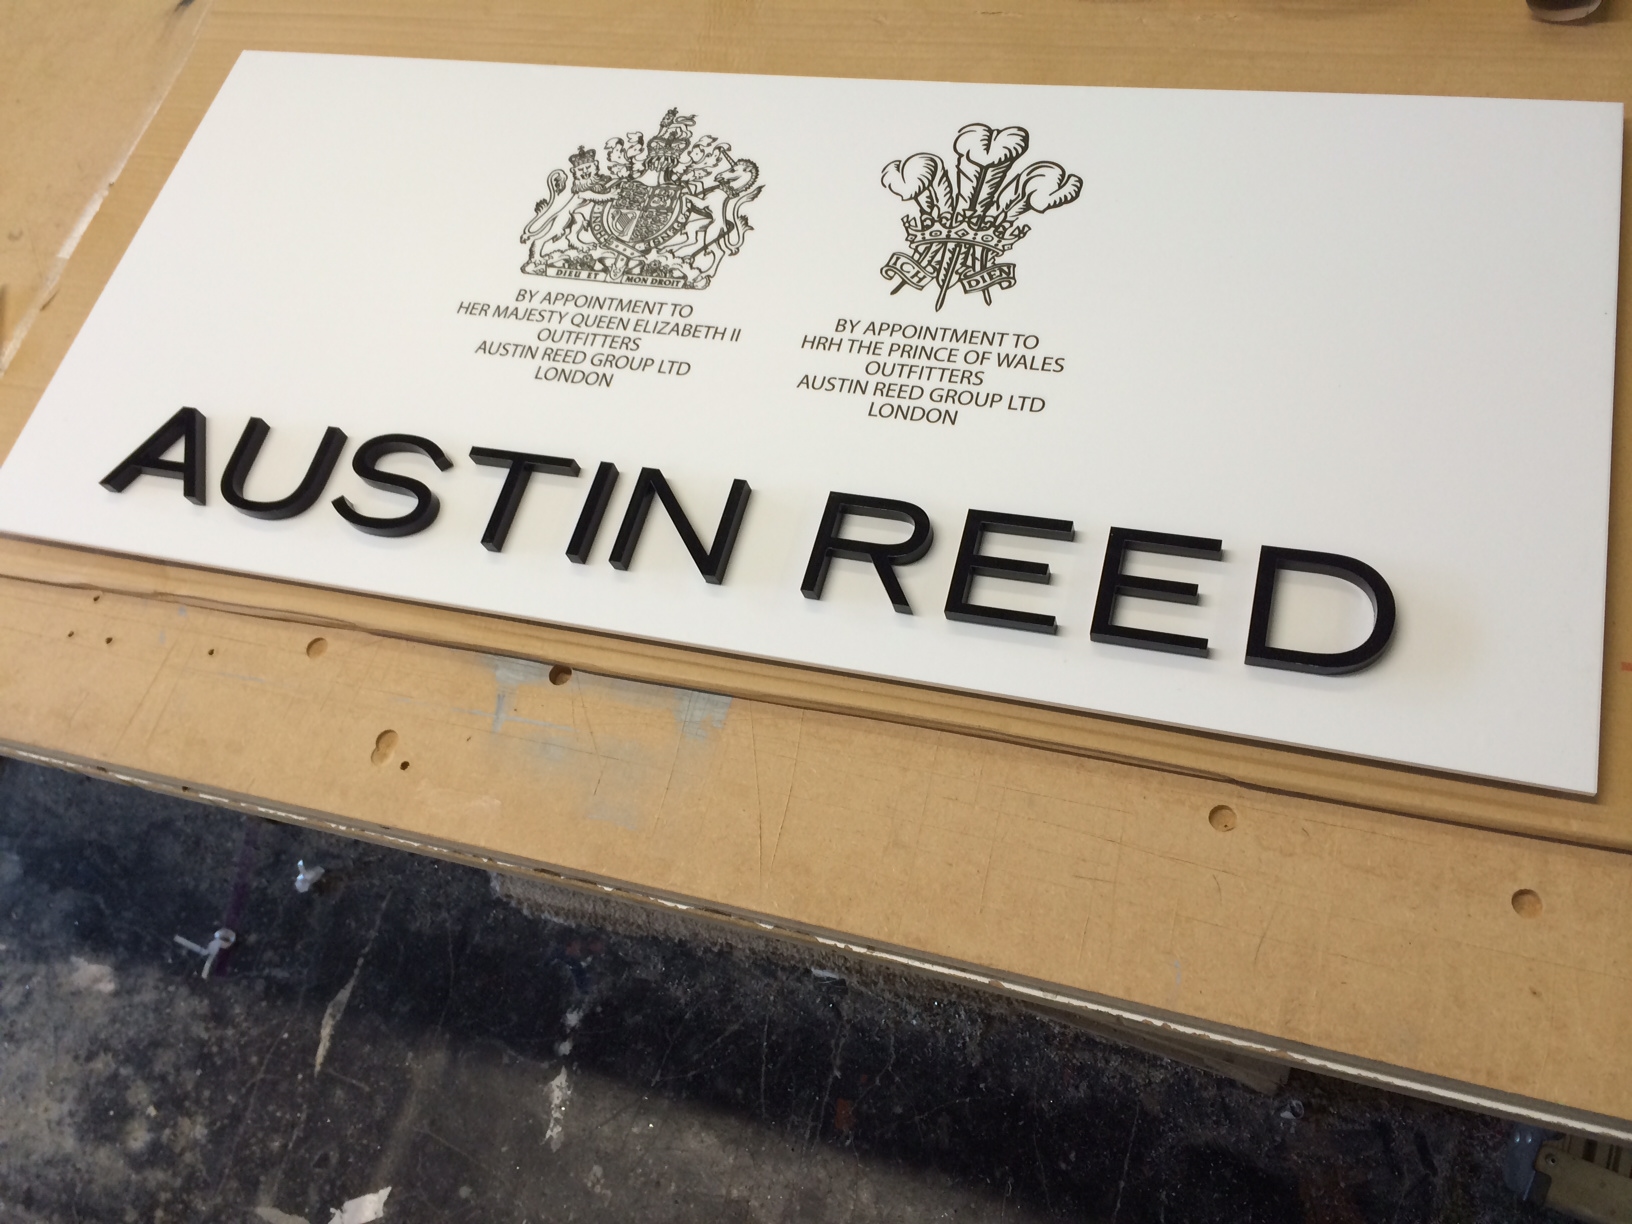 DIEU ET MON DROIT
BY APPOINTMENT TO
HER MAJESTY QUEEN ELIZABETH II
OUTFITTERS
AUSTIN REED GROUP LTD
LONDON
ICH DIEN
BY APPOINTMENT TO
HRH THE PRINCE OF WALES
OUTFITTERS
AUSTIN REED GROUP LTD
LONDON
AUSTIN REED